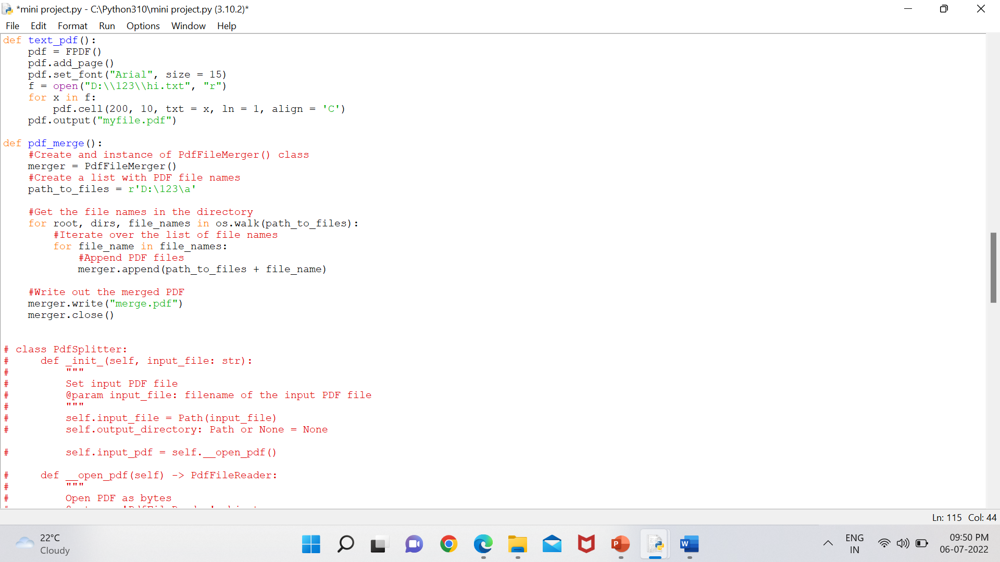 *mini project.py - C:\Python310\mini project.py (3.10.2)*
File Edit Format Run Options Window Help
def text_pdf():
    pdf = FPDF()
    pdf.add_page()
    pdf.set_font("Arial", size = 15)
    f = open("D:\\123\\hi.txt", "r")
    for x in f:
        pdf.cell(200, 10, txt = x, ln = 1, align = 'C')
    pdf.output("myfile.pdf")

def pdf_merge():
    #Create and instance of PdfFileMerger() class
    merger = PdfFileMerger()
    #Create a list with PDF file names
    path_to_files = r'D:\123\a'

    #Get the file names in the directory
    for root, dirs, file_names in os.walk(path_to_files):
        #Iterate over the list of file names
        for file_name in file_names:
            #Append PDF files
            merger.append(path_to_files + file_name)

    #Write out the merged PDF
    merger.write("merge.pdf")
    merger.close()

# class PdfSplitter:
#     def _init_(self, input_file: str):
#         """
#         Set input PDF file
#         @param input_file: filename of the input PDF file
#         """
#         self.input_file = Path(input_file)
#         self.output_directory: Path or None = None

#         self.input_pdf = self.__open_pdf()

#     def __open_pdf(self) -> PdfFileReader:
#         """
#         Open PDF as bytes
Ln: 115 Col: 44
22°C
Cloudy
P
W
ENG
IN
09:50 PM
06-07-2022